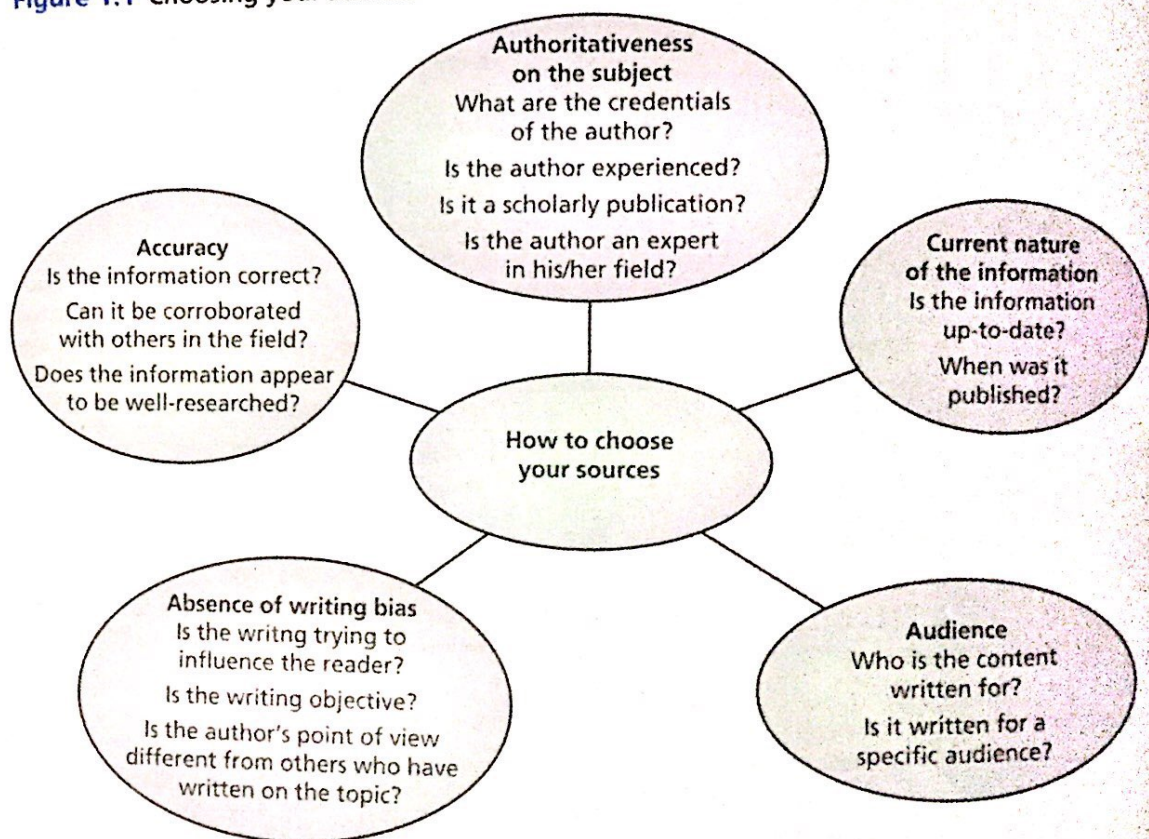 Figure 1.1 Choosing your
Authoritativeness
on the subject
What are the credentials
of the author?
Is the author experienced?
Is it a scholarly publication?
Is the author an expert
in his/her field?
Accuracy
Is the information correct?
Can it be corroborated
with others in the field?
Does the information appear
to be well-researched?
Current nature
of the information
Is the information
up-to-date?
When was it
published?
How to choose
your sources
Absence of writing bias
Is the writng trying to
influence the reader?
Is the writing objective?
Is the author's point of view
different from others who have
written on the topic?
Audience
Who is the content
written for?
Is it written for a
specific audience?